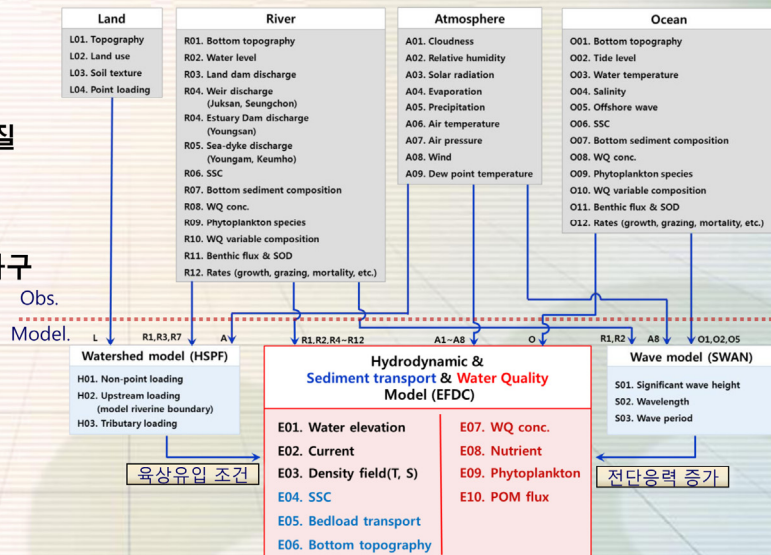 Land
L01. Topography
L02. Land use
L03. Soil texture
L04. Point loading
River
R01. Bottom topography
R02. Water level
R03. Land dam discharge
R04. Weir discharge
(Juksan, Seungchon)
R04. Estuary Dam discharge
(Youngsan)
R05. Sea-dyke discharge
(Youngam, Keumho)
R06. SSC
R07. Bottom sediment composition
R08. WQ conc.
R09. Phytoplankton species
R10. WQ variable composition
R11. Benthic flux & SOD
R12. Rates (growth, grazing, mortality, etc.)
Atmosphere
A01. Cloudness
A02. Relative humidity
A03. Solar radiation
A04. Evaporation
A05. Precipitation
A06. Air temperature
A07. Air pressure
A08. Wind
A09. Dew point temperature
Ocean
O01. Bottom topography
O02. Tide level
O03. Water temperature
O04. Salinity
O05. Offshore wave
O06. SSC
O07. Bottom sediment composition
O08. WQ conc.
O09. Phytoplankton species
O10. WQ variable composition
O11. Benthic flux & SOD
O12. Rates (growth, grazing, mortality, etc.)
질
구
Obs.
Model.
L R1,R3,R7 A R1,R2.R4~R12 A1~A8 O R1,R2 A8 O1,O2,O5
Watershed model (HSPF)
H01. Non-point loading
H02. Upstream loading
(model riverine boundary)
H03. Tributary loading
Hydrodynamic &
Sediment transport & Water Quality
Model (EFDC)
E01. Water elevation
E02. Current
E03. Density field(T, S)
E04. SSC
E05. Bedload transport
E06. Bottom topography
E07. WQ conc.
E08. Nutrient
E09. Phytoplankton
E10. POM flux
Wave model (SWAN)
S01. Significant wave height
S02. Wavelength
S03. Wave period
육상유입 조건
전단응력 증가